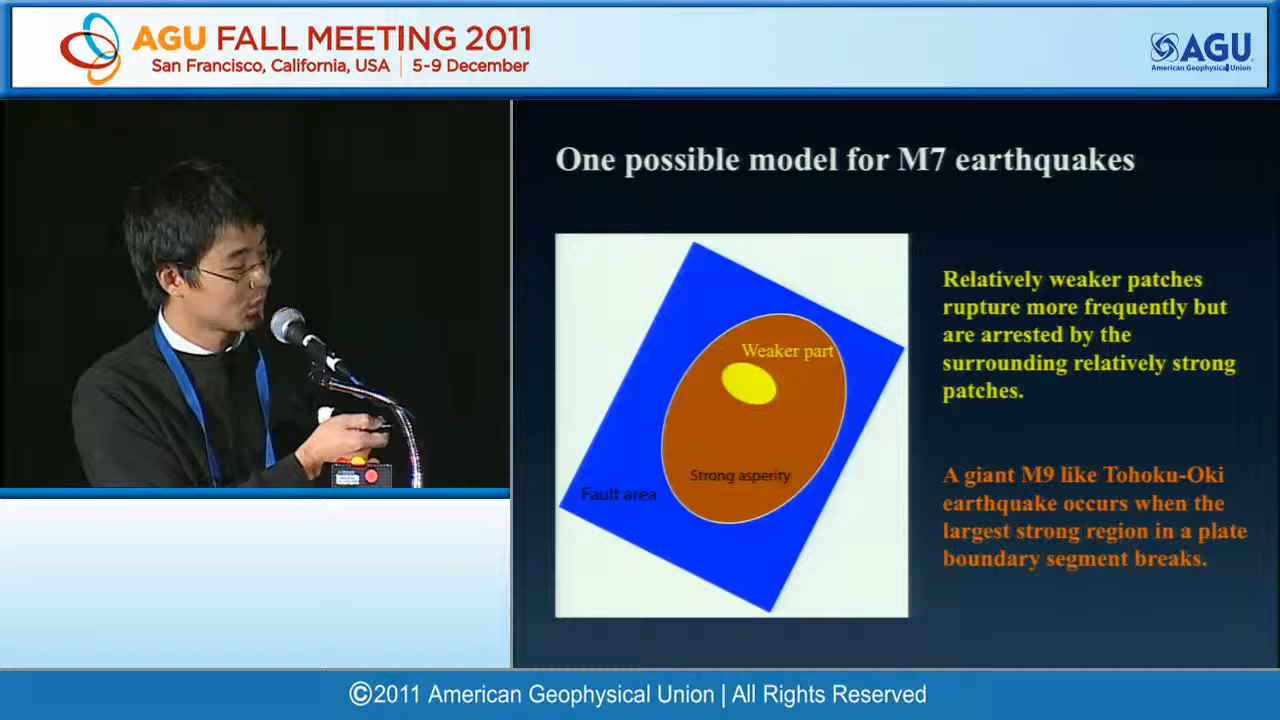 AGU FALL MEETING 2011
San Francisco, California, USA | 5-9 December
AGU
American Geophysical Union
One possible model for M7 earthquakes
Weaker part
Strong asperity
Fault area
Relatively weaker patches
rupture more frequently but
are arrested by the
surrounding relatively strong
patches.
A giant M9 like Tohoku-Oki
earthquake occurs when the
largest strong region in a plate
boundary segment breaks.
©2011 American Geophysical Union | All Rights Reserved